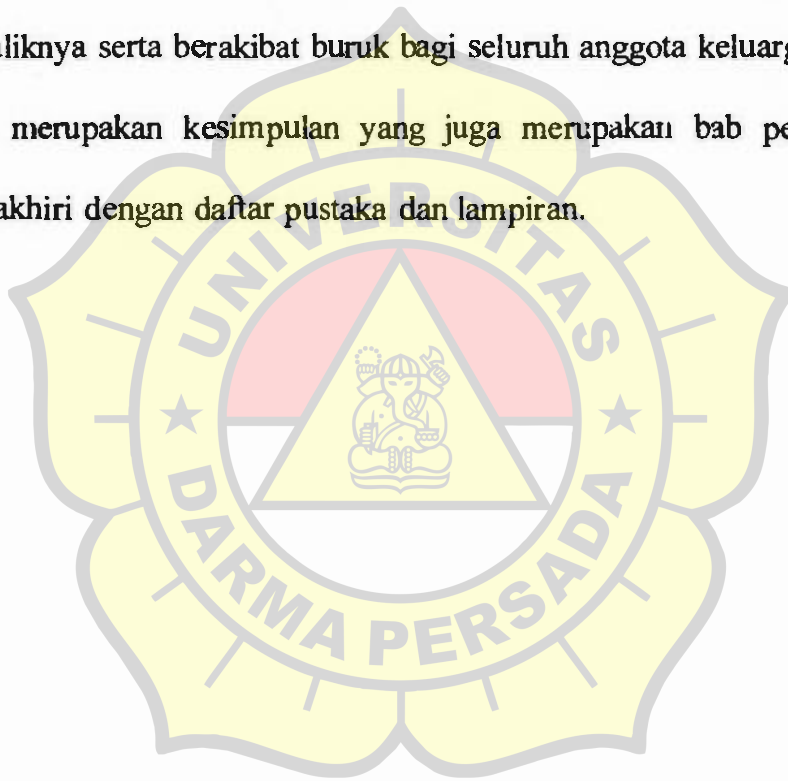 liknya serta berakibat buruk bagi seluruh anggota keluarg
merupakan kesimpulan yang juga merupakan bab pe
akhiri dengan daftar pustaka dan lampiran.
UNIVERSITAS
DARMA PERSADA